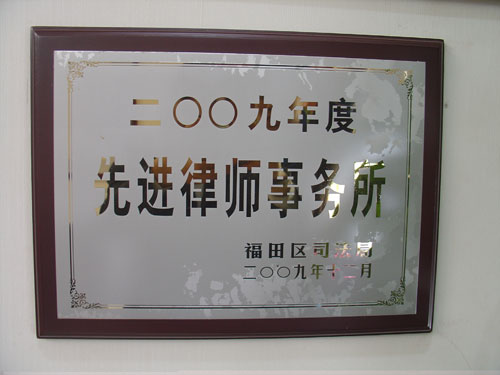 二〇〇九年度
先进律师事务所
福田区司法局
二〇〇九年十二月